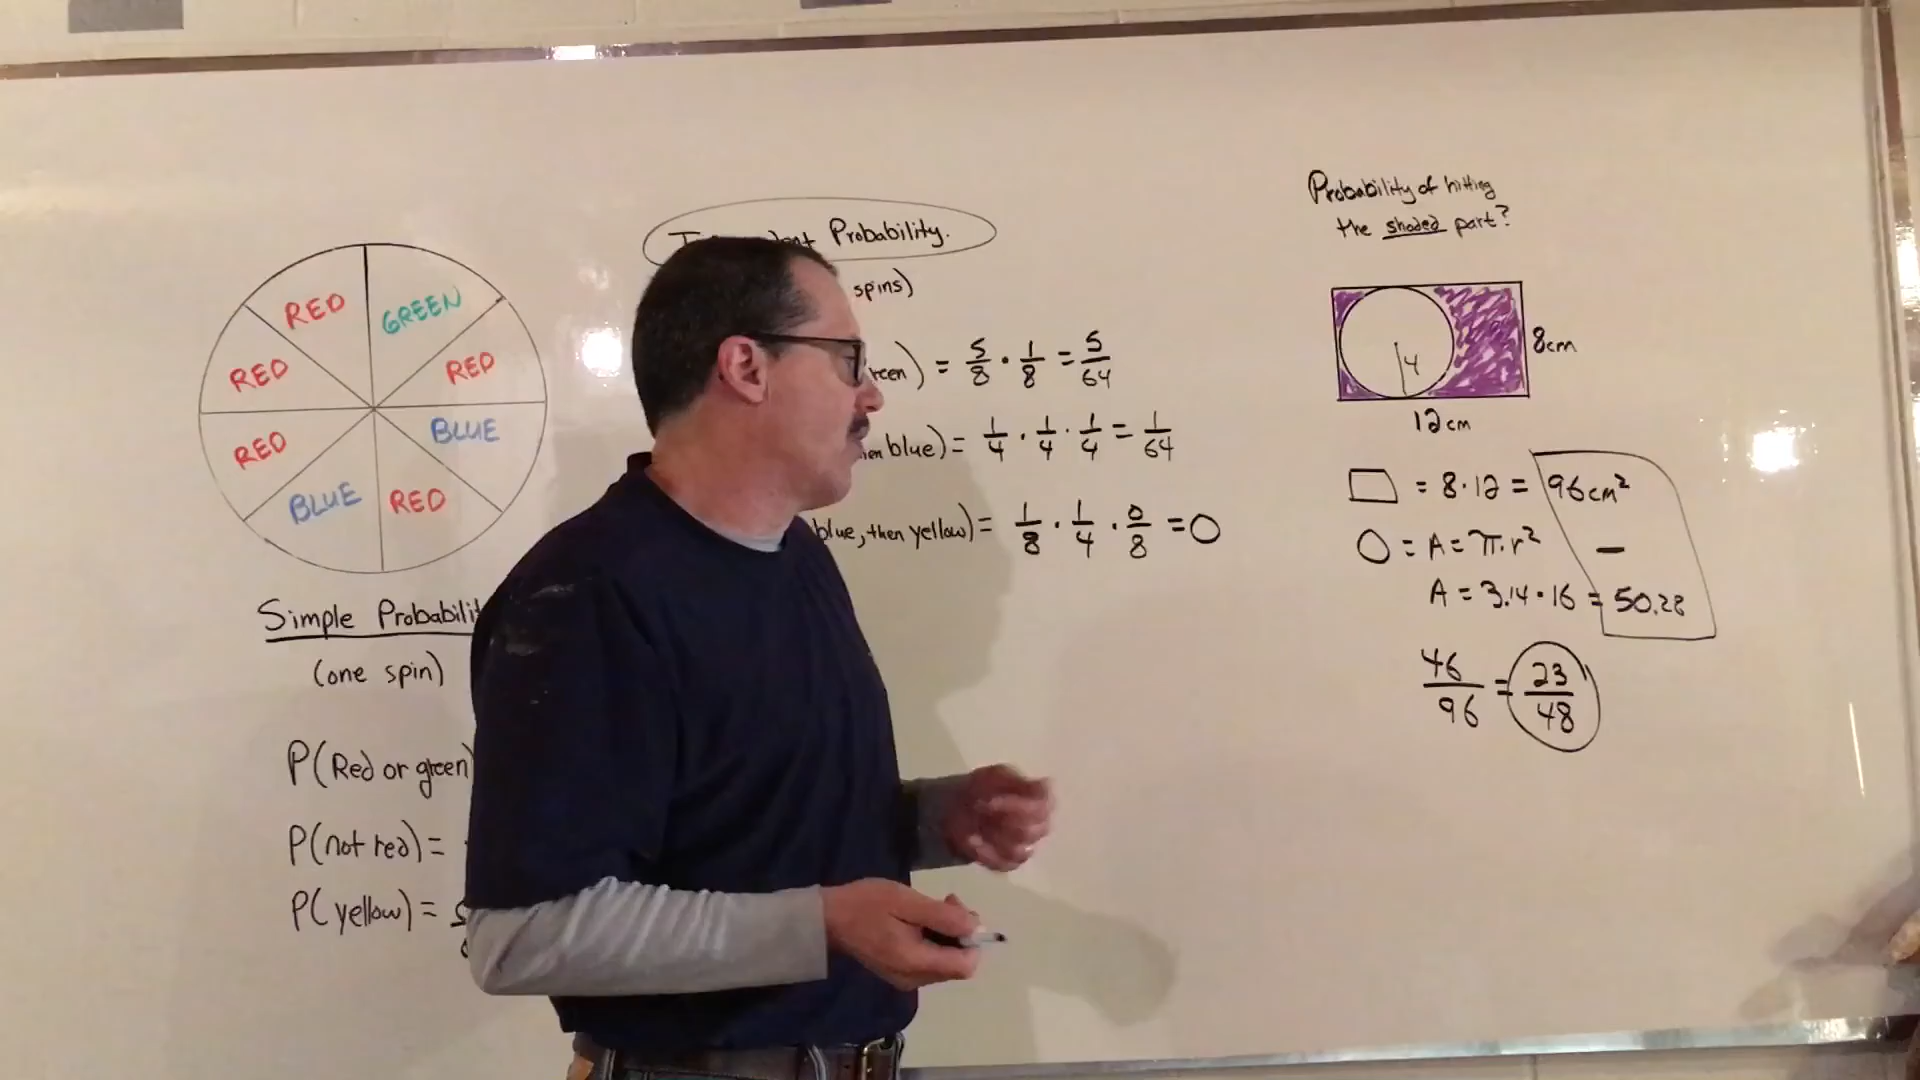 RED
GREEN
RED
RED
RED
BLUE
BLUE
RED
Simple Probabilit
(one spin)
P(Red or green)
P(not red) =
P(yellow) =
Probability.
spins)
reen) = 5/8 · 1/8 = 5/64
blue) = 1/4 · 1/4 · 1/4 = 1/64
blue, then yellow) = 1/8 · 1/4 · 0/8 = 0
Probability of hitting
the shaded part?
4
8cm
12cm
= 8·12 = 96cm²
= A = π·r² −
A = 3.14·16 = 50.28
46/96 = 23/48